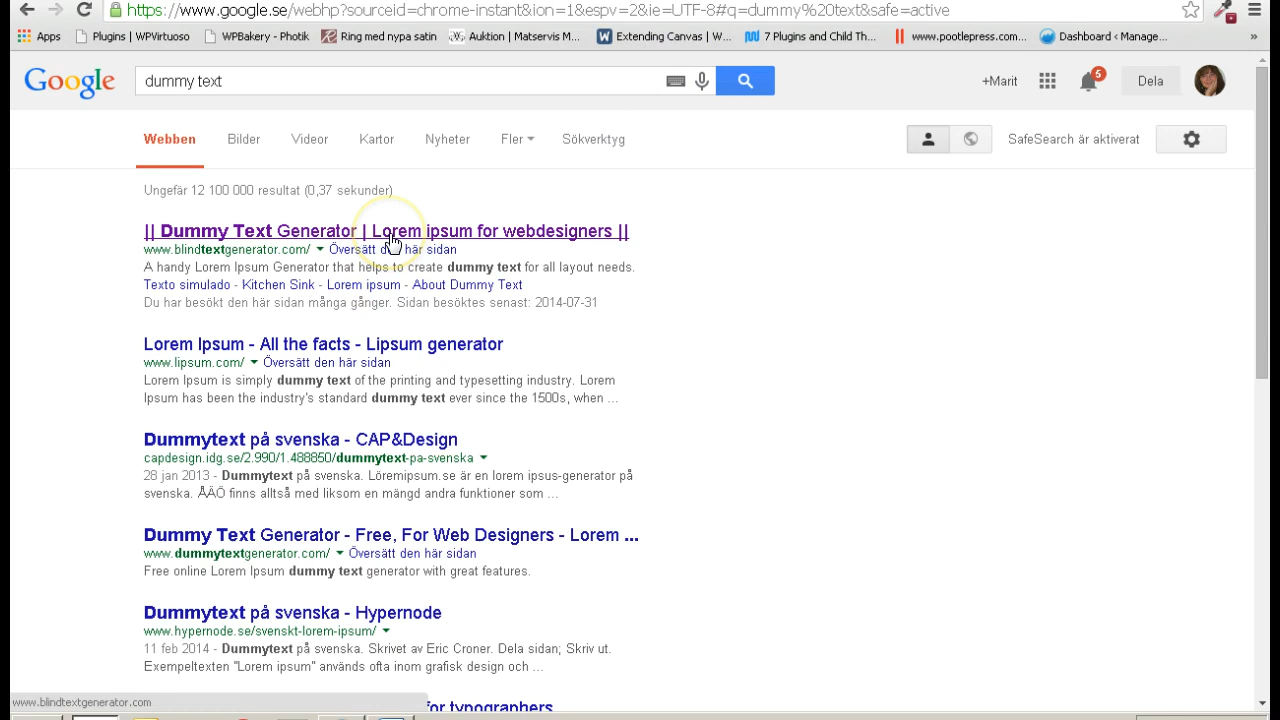 https://www.google.se/webhp?sourceid=chrome-instant&ion=1&espv=2&ie=UTF-8#q=dummy%20text&safe=active
Apps Plugins | WPVirtuoso WPBakery - Photik Ring med nypa satin Auktion | Matservis M... Extending Canvas | W... 7 Plugins and Child Th... www.pootlepress.com... Dashboard ‹ Manage... »
Google dummy text +Marit 5 Dela
Webben Bilder Videor Kartor Nyheter Fler Sökverktyg SafeSearch är aktiverat
Ungefär 12 100 000 resultat (0,37 sekunder)
|| Dummy Text Generator | Lorem ipsum for webdesigners ||
www.blindtextgenerator.com/ Översätt den här sidan
A handy Lorem Ipsum Generator that helps to create dummy text for all layout needs.
Texto simulado - Kitchen Sink - Lorem ipsum - About Dummy Text
Du har besökt den här sidan många gånger. Sidan besöktes senast: 2014-07-31
Lorem Ipsum - All the facts - Lipsum generator
www.lipsum.com/ Översätt den här sidan
Lorem Ipsum is simply dummy text of the printing and typesetting industry. Lorem
Ipsum has been the industry's standard dummy text ever since the 1500s, when ...
Dummytext på svenska - CAP&Design
capdesign.idg.se/2.990/1.488850/dummytext-pa-svenska
28 jan 2013 - Dummytext på svenska. Löremipsum.se är en lorem ipsus-generator på
svenska. ÅÄÖ finns alltså med liksom en mängd andra funktioner som ...
Dummy Text Generator - Free, For Web Designers - Lorem ...
www.dummytextgenerator.com/ Översätt den här sidan
Free online Lorem Ipsum dummy text generator with great features.
Dummytext på svenska - Hypernode
www.hypernode.se/svenskt-lorem-ipsum/
11 feb 2014 - Dummytext på svenska. Skrivet av Eric Croner. Dela sidan; Skriv ut.
Exempeltexten "Lorem ipsum" används ofta inom grafisk design och ...
www.blindtextgenerator.com for typographers